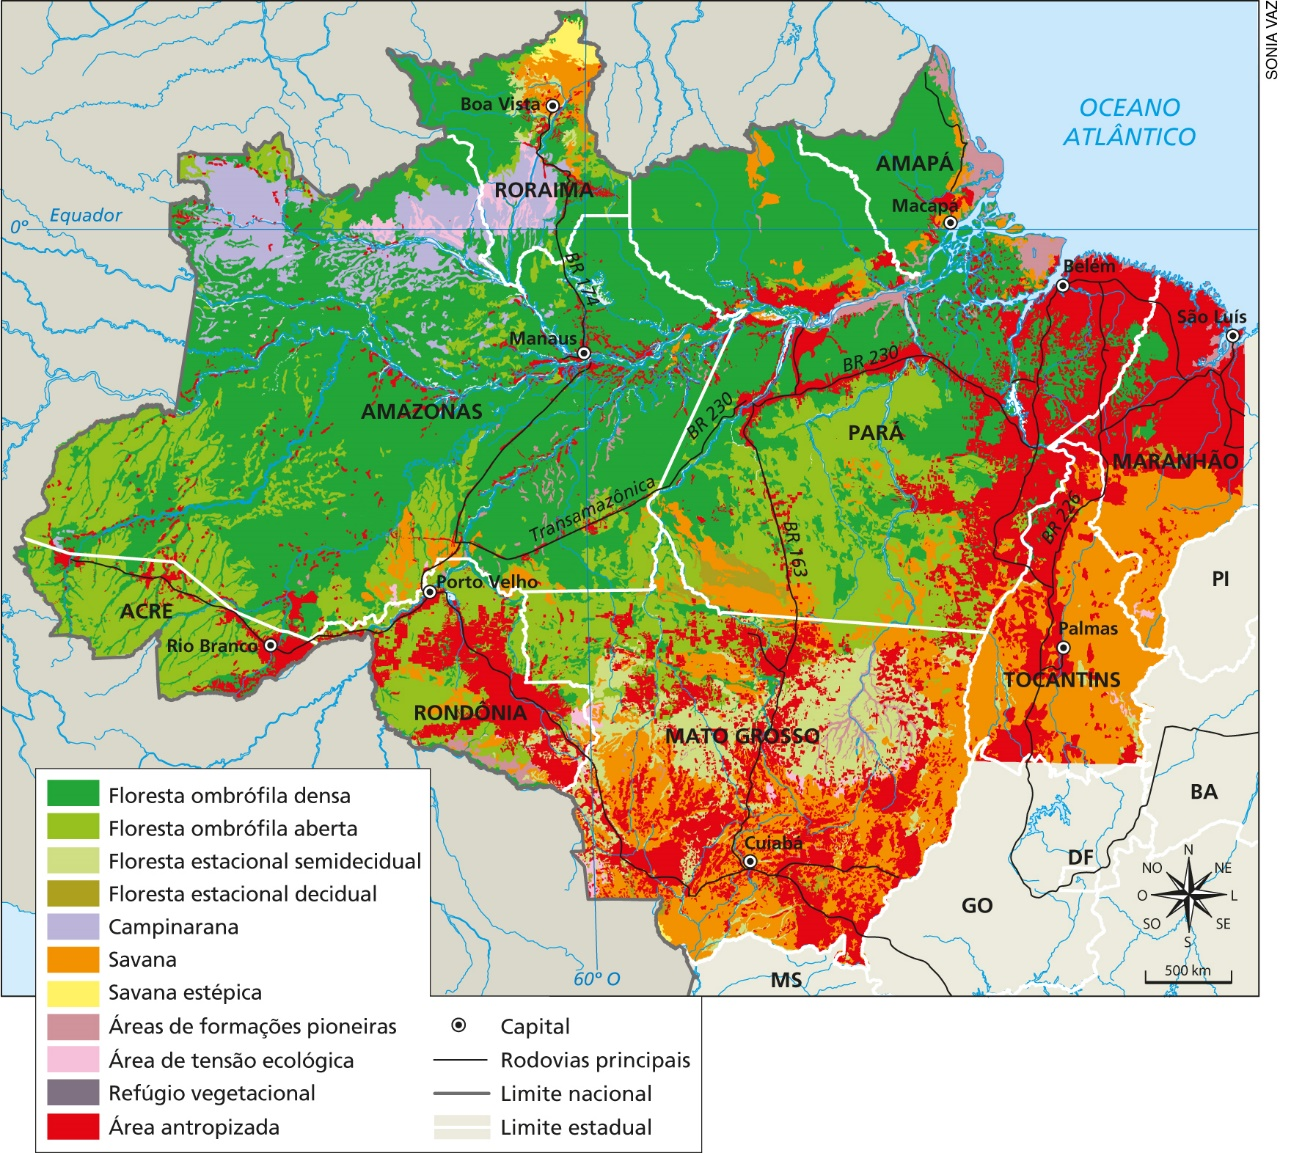 SONIA VAZ
OCEANO
ATLÂNTICO
Boa Vista
AMAPÁ
RORAIMA
Macapá
Equador
0°
BR 174
Belém
São Luís
Manaus
BR 230
AMAZONAS
BR 230
PARÁ
MARANHÃO
Transamazônica
BR 226
BR 163
PI
Porto Velho
ACRE
Palmas
Rio Branco
TOCANTINS
RONDÔNIA
MATO GROSSO
BA
Cuiabá
DF
GO
MS
60° O
N
NO
NE
O
L
SO
SE
S
500 km
Floresta ombrófila densa
Floresta ombrófila aberta
Floresta estacional semidecidual
Floresta estacional decidual
Campinarana
Savana
Savana estépica
Áreas de formações pioneiras
Área de tensão ecológica
Refúgio vegetacional
Área antropizada
Capital
Rodovias principais
Limite nacional
Limite estadual